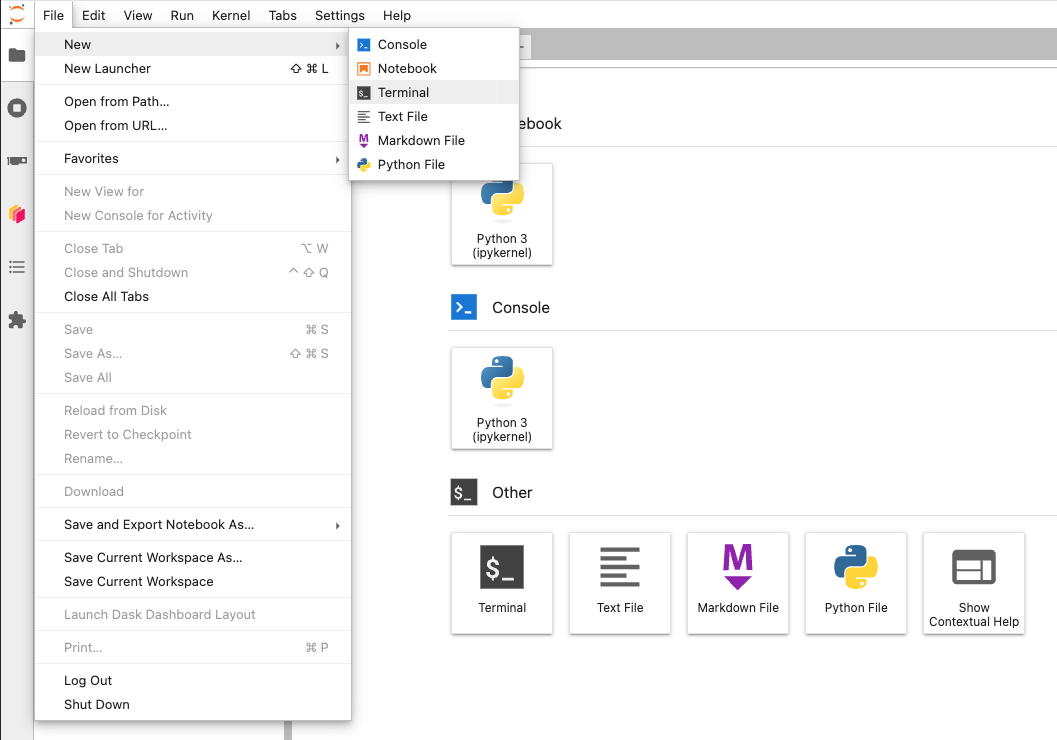 File Edit View Run Kernel Tabs Settings Help
New
New Launcher ⇧ ⌘ L
Open from Path...
Open from URL...
Favorites
New View for
New Console for Activity
Close Tab ⌥ W
Close and Shutdown ^ ⇧ Q
Close All Tabs
Save ⌘ S
Save As... ⇧ ⌘ S
Save All
Reload from Disk
Revert to Checkpoint
Rename...
Download
Save and Export Notebook As...
Save Current Workspace As...
Save Current Workspace
Launch Dask Dashboard Layout
Print... ⌘ P
Log Out
Shut Down
Console
Notebook
$_ Terminal
Text File
M Markdown File
Python File
ebook
Python 3
(ipykernel)
Console
Python 3
(ipykernel)
$_ Other
$_
Terminal
Text File
M
Markdown File
Python File
Show
Contextual Help